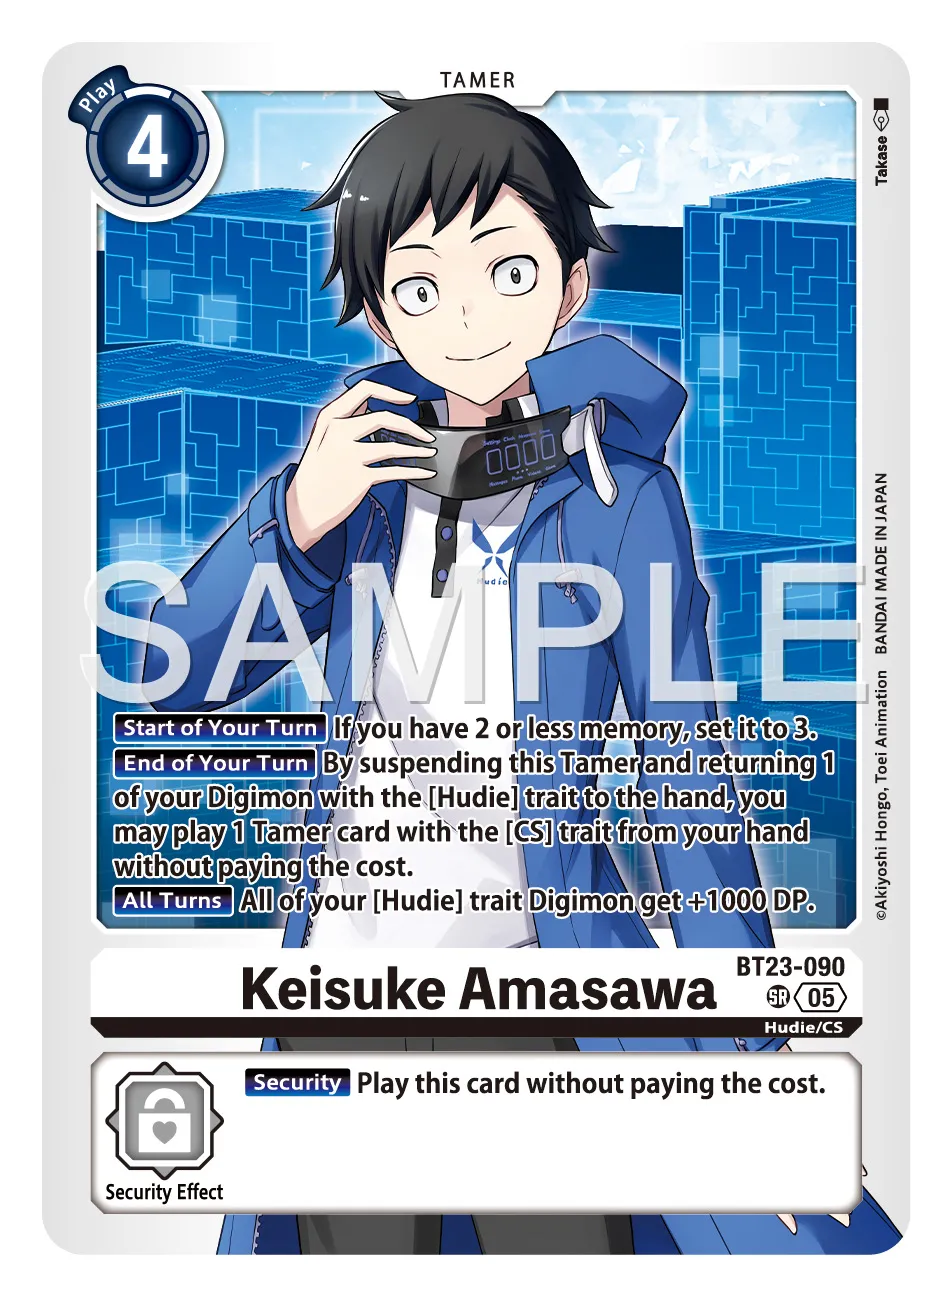 TAMER
Play
4
Takase
Hudie
SAMPLE
Start of Your Turn If you have 2 or less memory, set it to 3.
End of Your Turn By suspending this Tamer and returning 1
of your Digimon with the [Hudie] trait to the hand, you
may play 1 Tamer card with the [CS] trait from your hand
without paying the cost.
All Turns All of your [Hudie] trait Digimon get +1000 DP.
©Akiyoshi Hongo, Toei Animation BANDAI MADE IN JAPAN
Keisuke Amasawa
BT23-090
SR 05
Hudie/CS
Security Play this card without paying the cost.
Security Effect